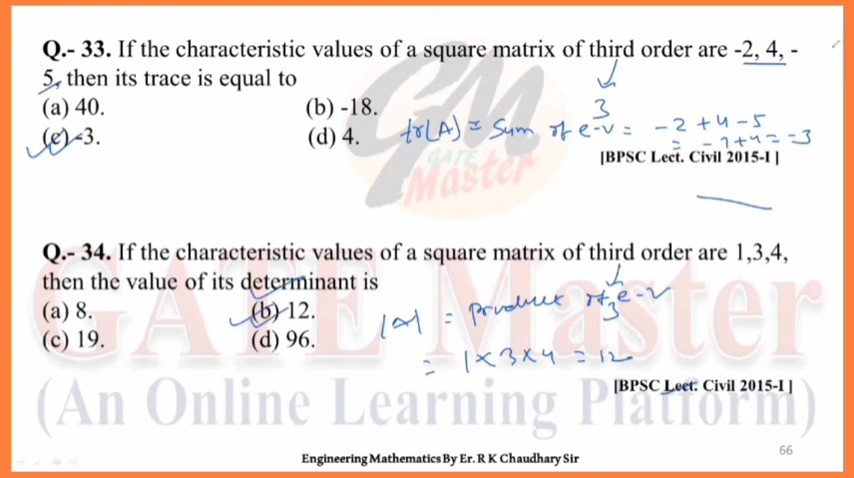 Q.- 33. If the characteristic values of a square matrix of third order are -2, 4, -
5, then its trace is equal to
(a) 40.
(b) -18.
3
(c) -3.
(d) 4.
tr(A) = Sum of e-v = -2 +4 -5
= -7+4 = -3
[BPSC Lect. Civil 2015-I ]
GATE
Master
Q.- 34. If the characteristic values of a square matrix of third order are 1,3,4,
then the value of its determinant is
(a) 8.
(b) 12.
|A| = product of e-v
3
(c) 19.
(d) 96.
= 1×3×4 = 12
[BPSC Lect. Civil 2015-I ]
GATE Master
(An Online Learning Platform)
Engineering Mathematics By Er. R K Chaudhary Sir
66